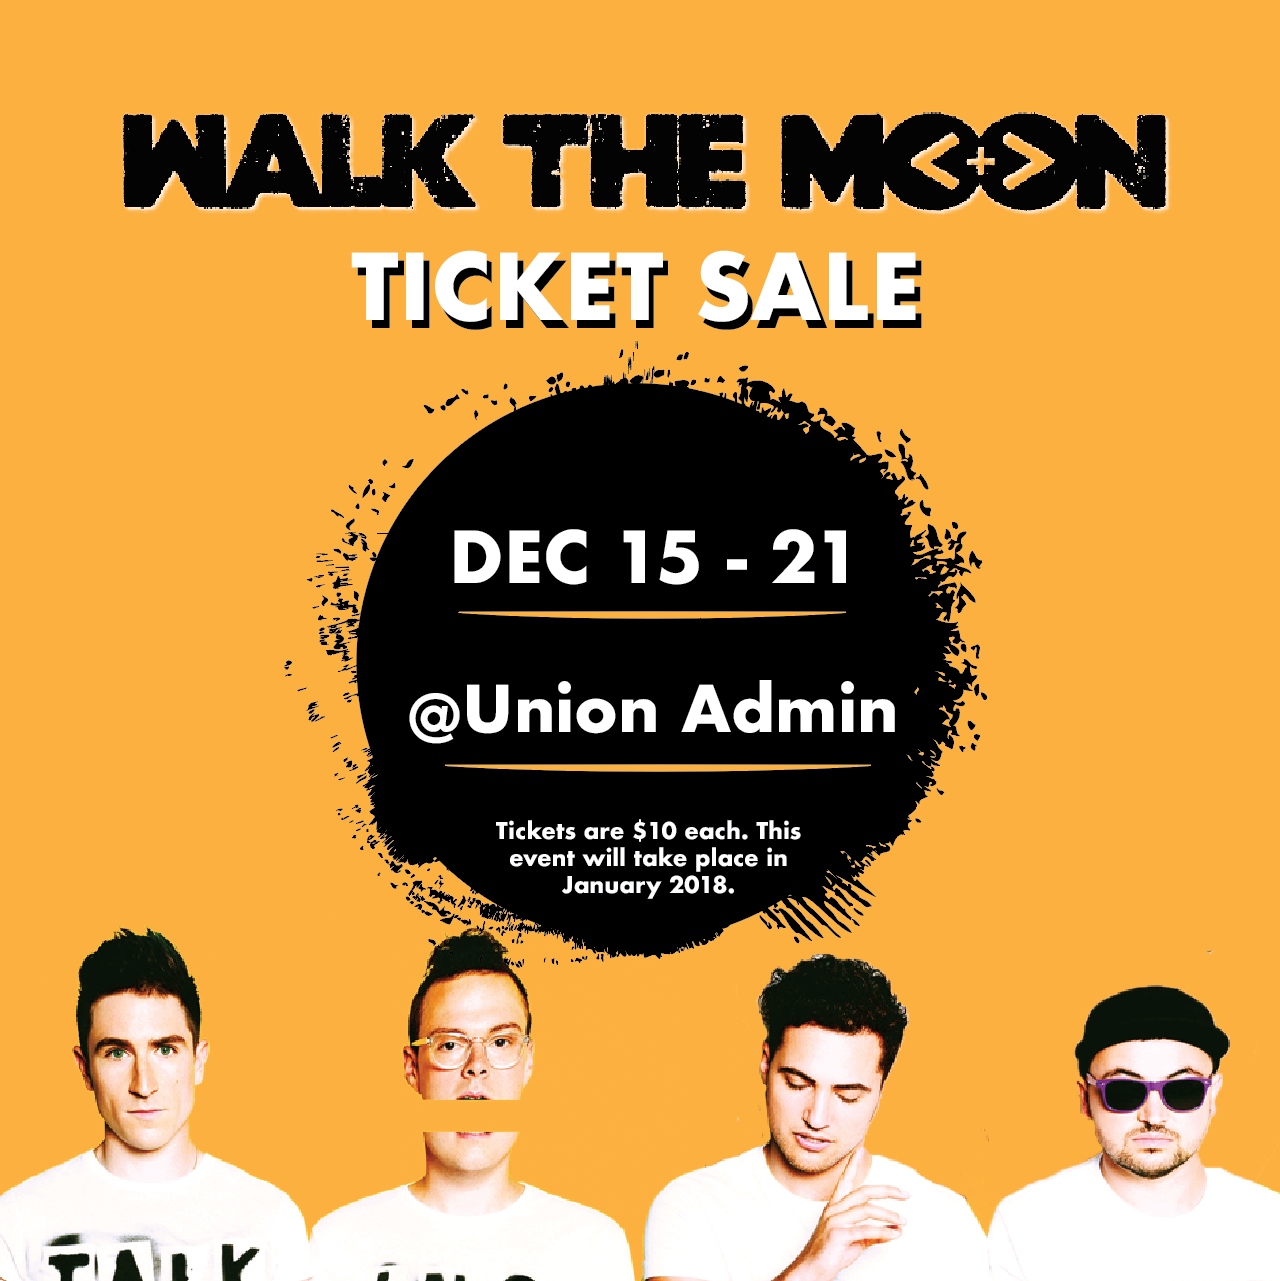 WALK THE MOON
TICKET SALE
DEC 15 - 21
@Union Admin
Tickets are $10 each. This
event will take place in
January 2018.
TALK